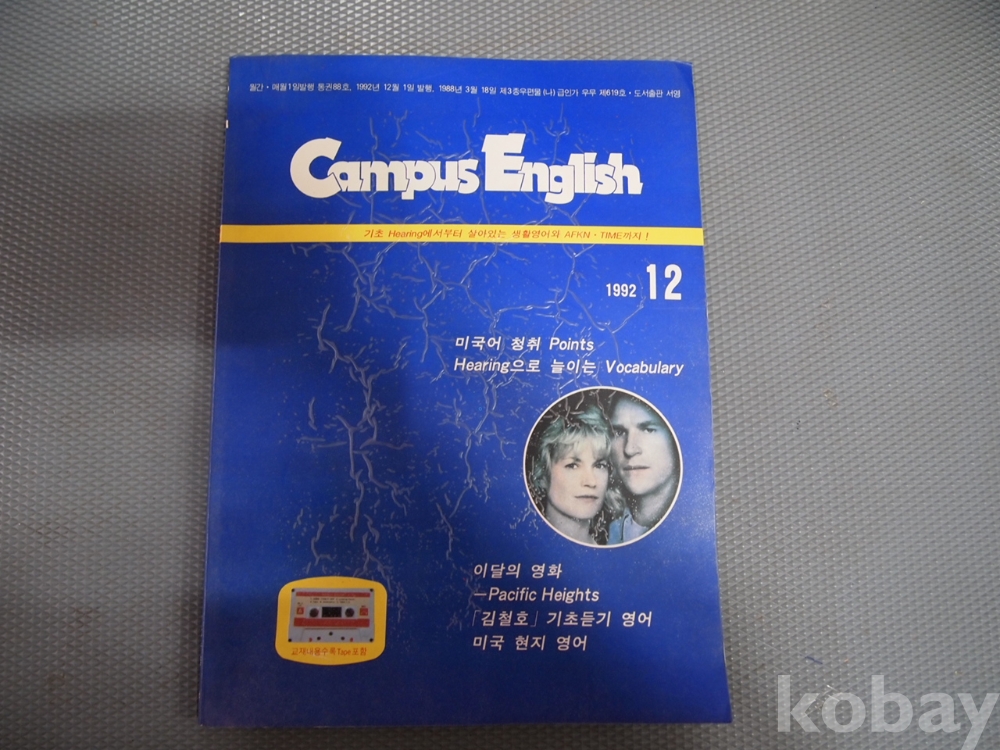 월간·매월1일발행 통권88호, 1992년 12월 1일 발행, 1988년 3월 18일 제3종우편물(나)급인가 우무 제619호·도서출판 서영
Campus English
기초 Hearing에서부터 살아있는 생활영어와 AFKN·TIME까지!
1992 12
미국어 청취 Points
Hearing으로 늘이는 Vocabulary
이달의 영화
—Pacific Heights
「김철호」 기초듣기 영어
미국 현지 영어
교재내용수록Tape포함
kobay